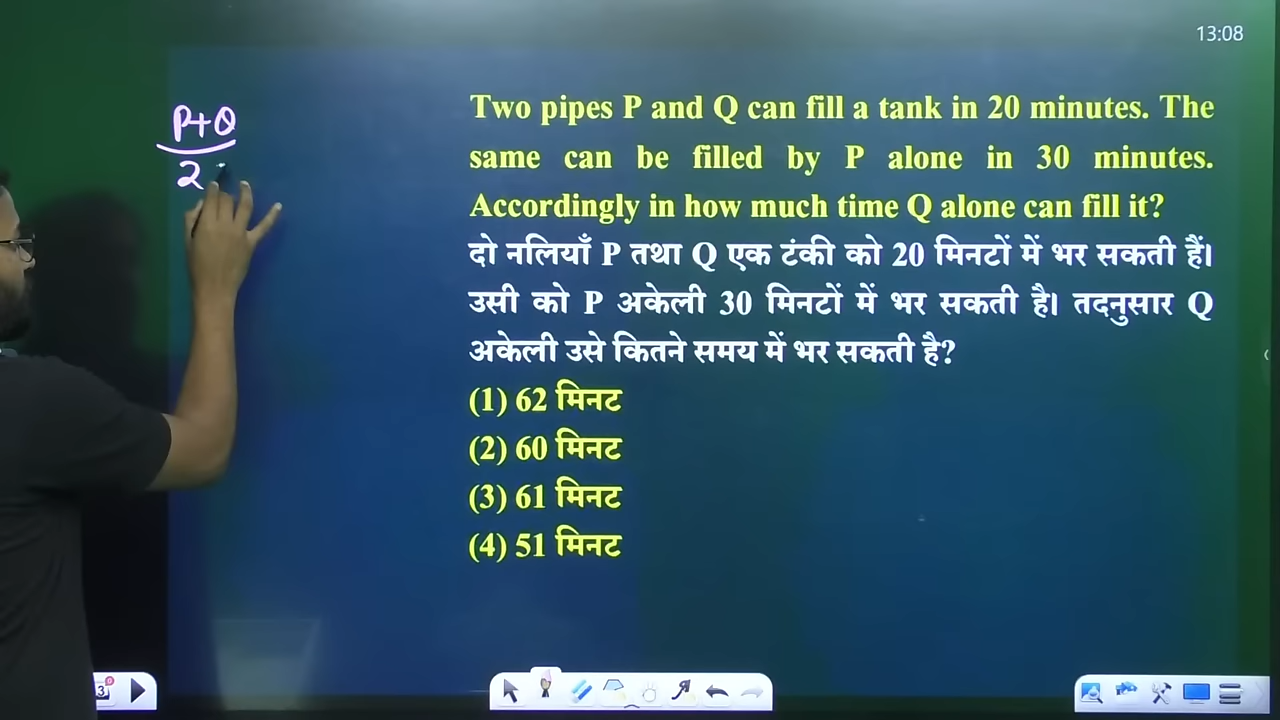 13:08
P+Q
2
Two pipes P and Q can fill a tank in 20 minutes. The
same can be filled by P alone in 30 minutes.
Accordingly in how much time Q alone can fill it?
दो नलियाँ P तथा Q एक टंकी को 20 मिनटों में भर सकती हैं।
उसी को P अकेली 30 मिनटों में भर सकती है। तदनुसार Q
अकेली उसे कितने समय में भर सकती है?
(1) 62 मिनट
(2) 60 मिनट
(3) 61 मिनट
(4) 51 मिनट